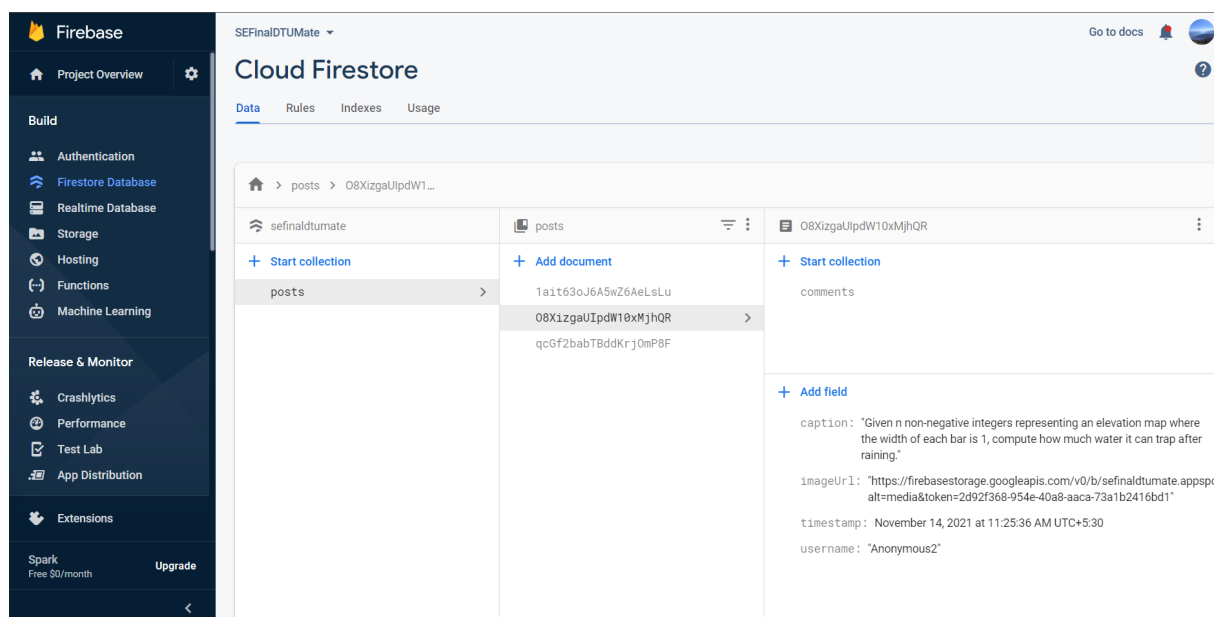 Firebase
Project Overview
Build
Authentication
Firestore Database
Realtime Database
Storage
Hosting
Functions
Machine Learning
Release & Monitor
Crashlytics
Performance
Test Lab
App Distribution
Extensions
Spark
Free $0/month
Upgrade
SEFinalDTUMate
Go to docs
Cloud Firestore
Data Rules Indexes Usage
posts > O8XizgaUIpdW1...
sefinaldtumate
Start collection
posts
posts
Add document
1ait63oJ6A5wZ6AeLsLu
O8XizgaUIpdW10xMjhQR
qcGf2babTBddKrjOmP8F
O8XizgaUIpdW10xMjhQR
Start collection
comments
Add field
caption: "Given n non-negative integers representing an elevation map where
the width of each bar is 1, compute how much water it can trap after
raining."
imageUrl: "https://firebasestorage.googleapis.com/v0/b/sefinaldtumate.appspo
alt=media&token=2d92f368-954e-40a8-aaca-73a1b2416bd1"
timestamp: November 14, 2021 at 11:25:36 AM UTC+5:30
username: "Anonymous2"